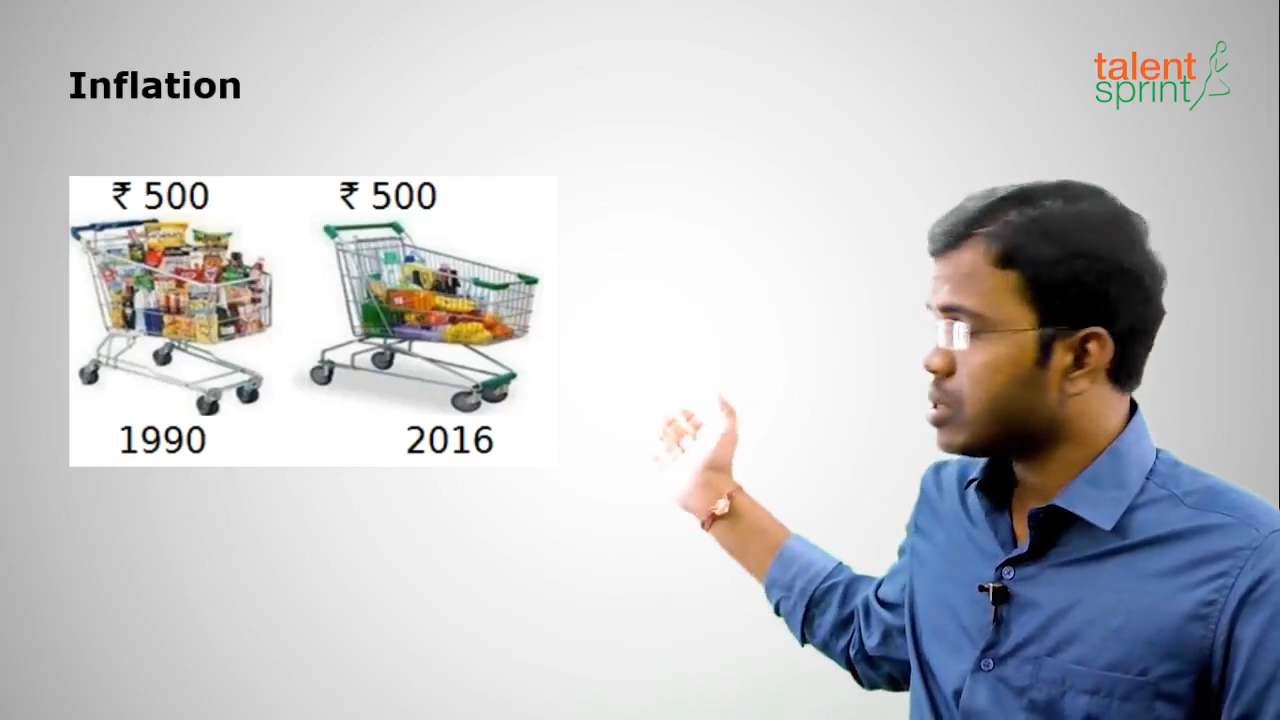 Inflation
talent
sprint
₹ 500 ₹ 500
1990 2016